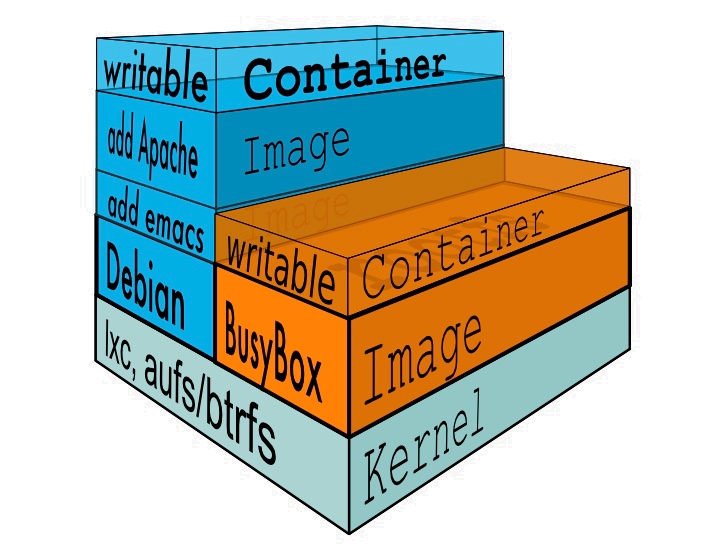 writable
Container
add Apache
Image
add emacs
Image
writable
Container
Debian
BusyBox
Image
lxc, aufs/btrfs
Kernel